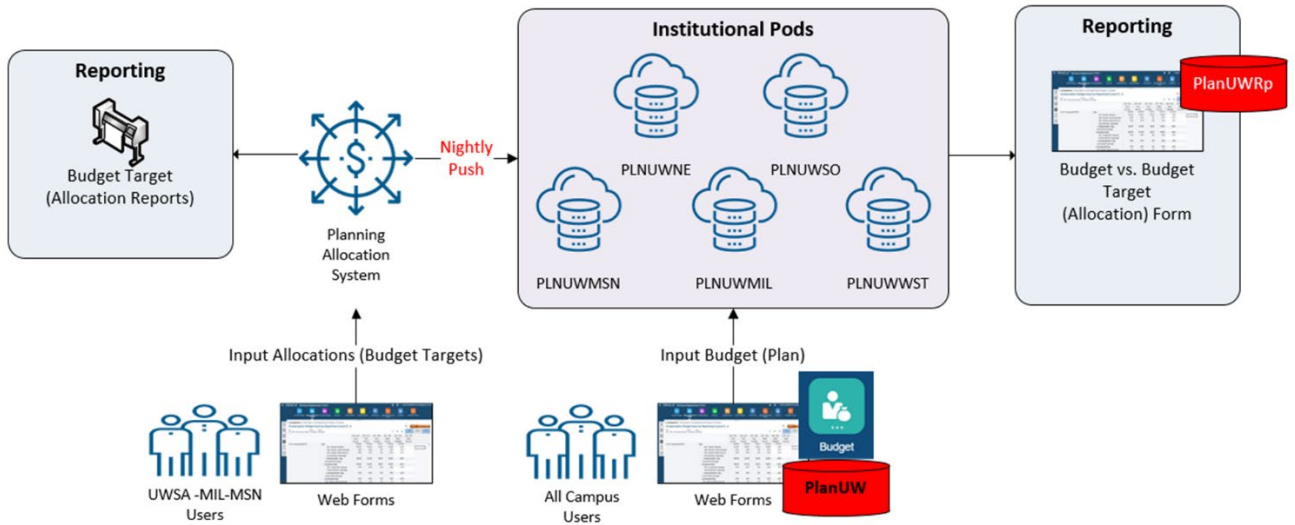 Reporting
Budget Target
(Allocation Reports)
Planning
Allocation
System
Nightly
Push
Institutional Pods
PLNUWNE
PLNUWSO
PLNUWMSN
PLNUWMIL
PLNUWWST
Reporting
PlanUWRp
Budget vs. Budget
Target
(Allocation) Form
Input Allocations (Budget Targets)
UWSA -MIL-MSN
Users
Web Forms
Input Budget (Plan)
All Campus
Users
Web Forms
Budget
PlanUW